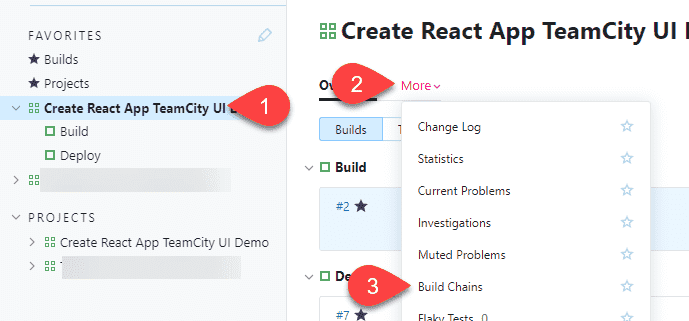 FAVORITES
Builds
Projects
Create React App TeamCity UI
Build
Deploy
PROJECTS
Create React App TeamCity UI Demo
Create React App TeamCity UI
More
Builds
Build
#2
#7
Change Log
Statistics
Current Problems
Investigations
Muted Problems
Build Chains
Flaky Tests 0
1
2
3